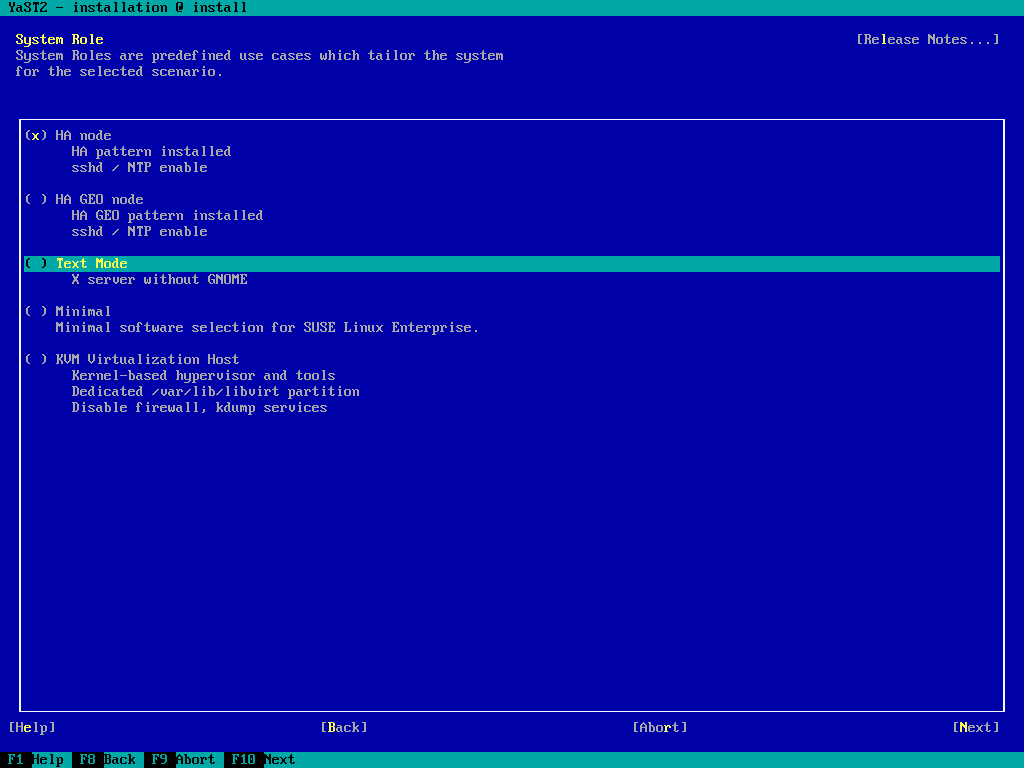 YaST2 - installation @ install
System Role [Release Notes...]
System Roles are predefined use cases which tailor the system
for the selected scenario.
(x) HA node
HA pattern installed
sshd / NTP enable
( ) HA GEO node
HA GEO pattern installed
sshd / NTP enable
( ) Text Mode
X server without GNOME
( ) Minimal
Minimal software selection for SUSE Linux Enterprise.
( ) KVM Virtualization Host
Kernel-based hypervisor and tools
Dedicated /var/lib/libvirt partition
Disable firewall, kdump services
[Help] [Back] [Abort] [Next]
F1 Help F8 Back F9 Abort F10 Next